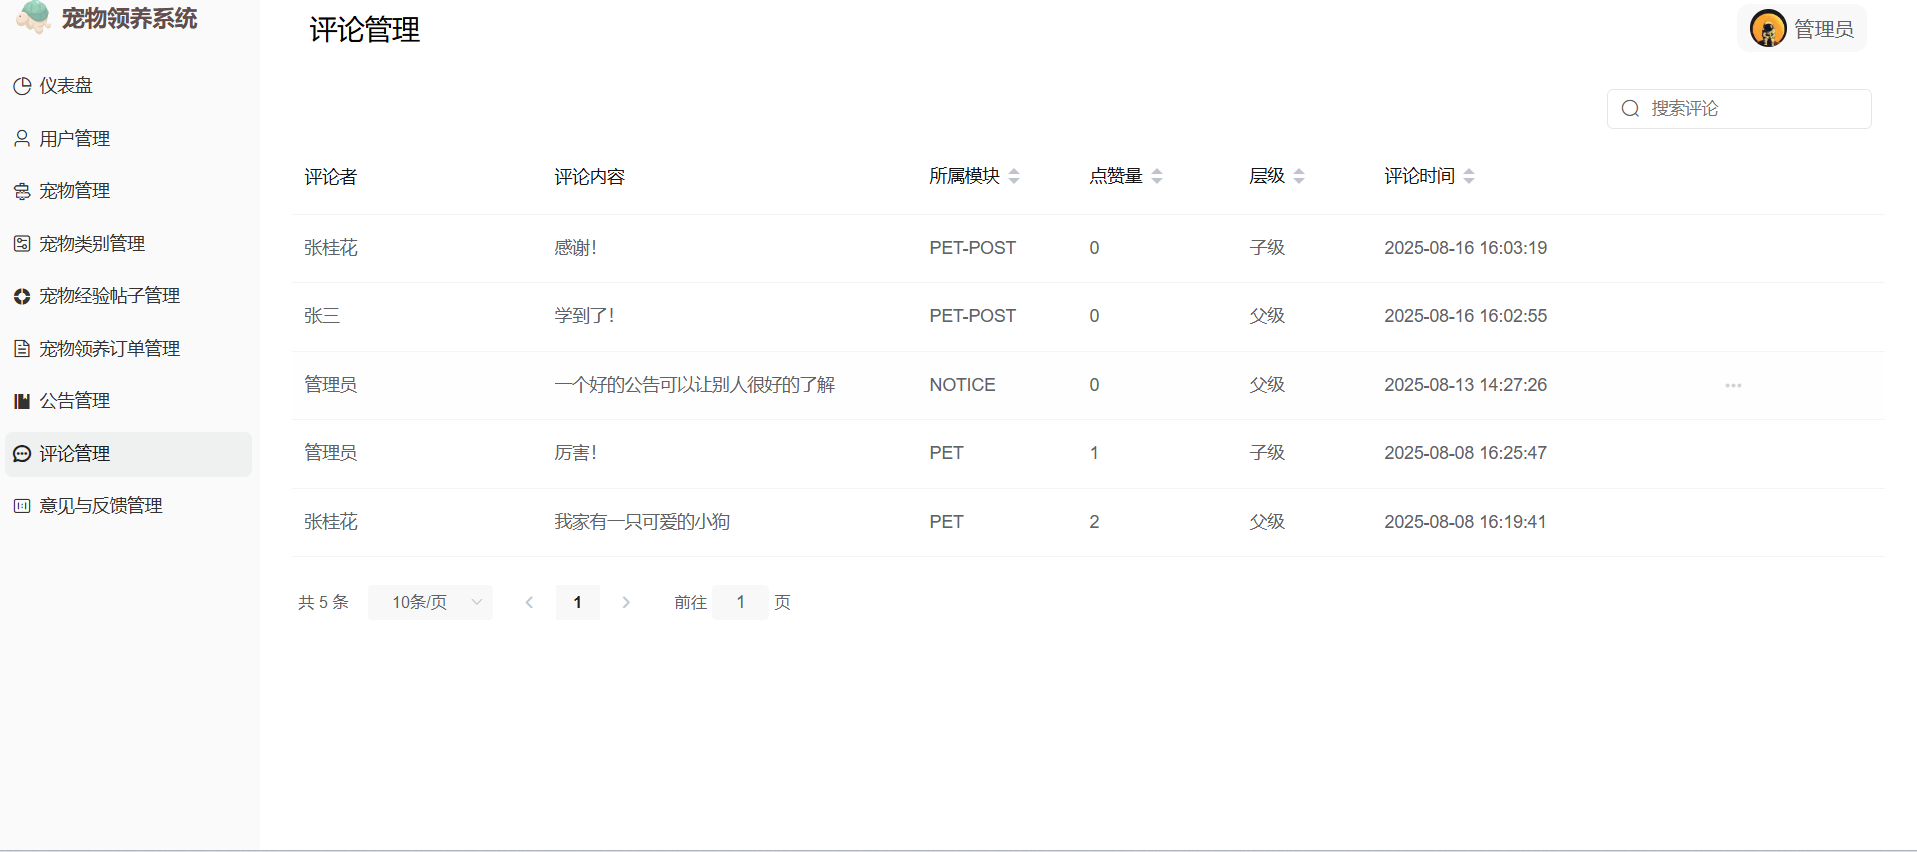 宠物领养系统
评论管理
管理员
仪表盘
用户管理
宠物管理
宠物类别管理
宠物经验帖子管理
宠物领养订单管理
公告管理
评论管理
意见与反馈管理
搜索评论
评论者 评论内容 所属模块 点赞量 层级 评论时间
张桂花 感谢！ PET-POST 0 子级 2025-08-16 16:03:19
张三 学到了！ PET-POST 0 父级 2025-08-16 16:02:55
管理员 一个好的公告可以让别人很好的了解 NOTICE 0 父级 2025-08-13 14:27:26
管理员 厉害！ PET 1 子级 2025-08-08 16:25:47
张桂花 我家有一只可爱的小狗 PET 2 父级 2025-08-08 16:19:41
共 5 条 10条/页 1 前往 1 页